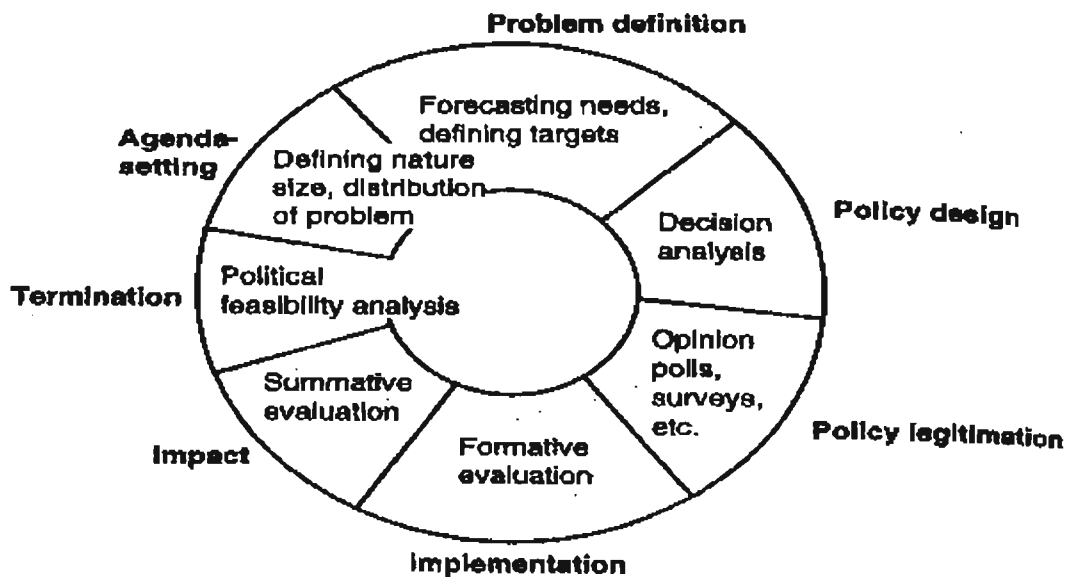 Problem definition
Forecasting needs,
defining targets
Agenda-
setting
Defining nature
size, distribution
of problem
Decision
analysis
Policy design
Political
feasibility analysis
Termination
Opinion
polls,
surveys,
etc.
Summative
evaluation
Policy legitimation
Impact
Formative
evaluation
Implementation